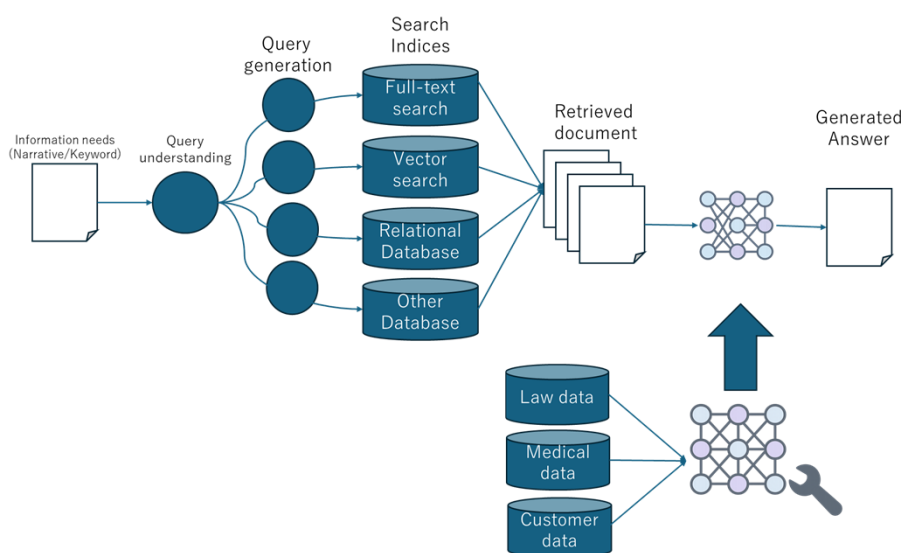 Information needs
(Narrative/Keyword)
Query
understanding
Query
generation
Search
Indices
Full-text
search
Vector
search
Relational
Database
Other
Database
Retrieved
document
Generated
Answer
Law data
Medical
data
Customer
data